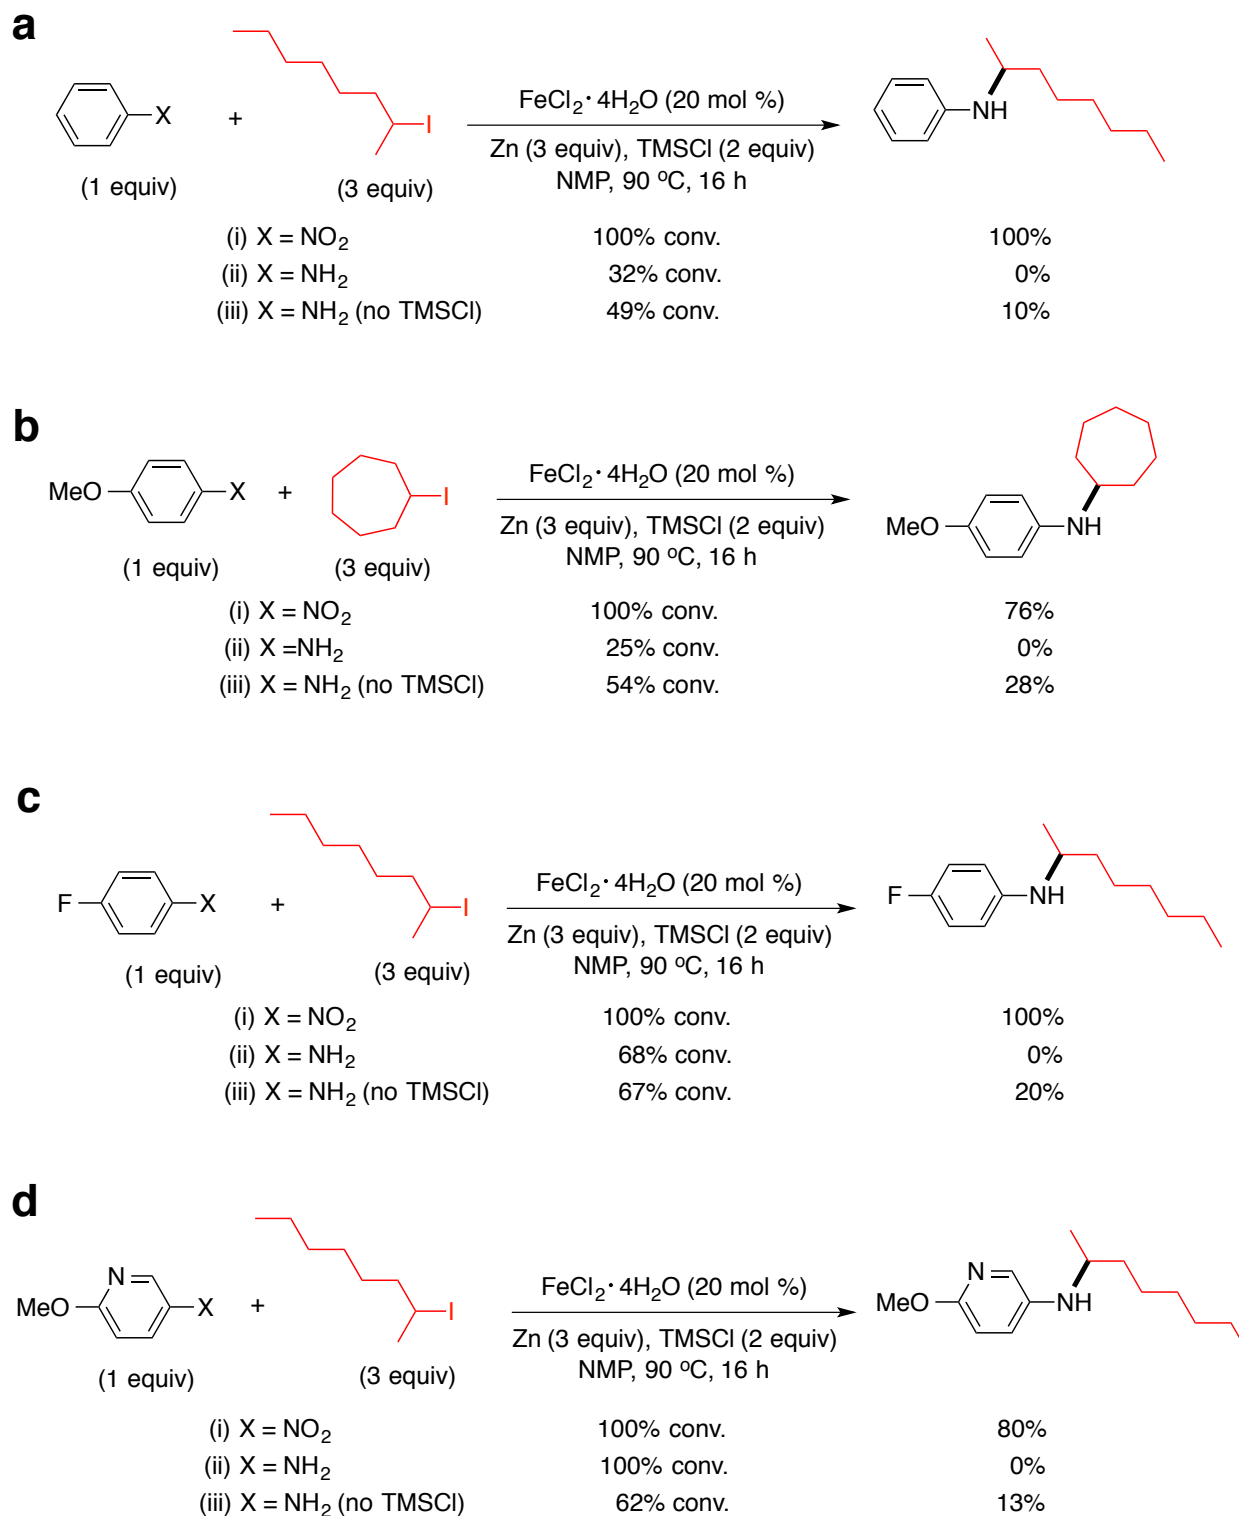 a
X + I
FeCl2·4H2O (20 mol %)
NH
Zn (3 equiv), TMSCl (2 equiv)
(1 equiv) (3 equiv) NMP, 90 ºC, 16 h
(i) X = NO2 100% conv. 100%
(ii) X = NH2 32% conv. 0%
(iii) X = NH2 (no TMSCl) 49% conv. 10%
b
MeO X + I
FeCl2·4H2O (20 mol %)
MeO NH
Zn (3 equiv), TMSCl (2 equiv)
(1 equiv) (3 equiv) NMP, 90 ºC, 16 h
(i) X = NO2 100% conv. 76%
(ii) X =NH2 25% conv. 0%
(iii) X = NH2 (no TMSCl) 54% conv. 28%
c
F X + I
FeCl2·4H2O (20 mol %)
F NH
Zn (3 equiv), TMSCl (2 equiv)
(1 equiv) (3 equiv) NMP, 90 ºC, 16 h
(i) X = NO2 100% conv. 100%
(ii) X = NH2 68% conv. 0%
(iii) X = NH2 (no TMSCl) 67% conv. 20%
d
N N
MeO X + I
FeCl2·4H2O (20 mol %)
MeO NH
Zn (3 equiv), TMSCl (2 equiv)
(1 equiv) (3 equiv) NMP, 90 ºC, 16 h
(i) X = NO2 100% conv. 80%
(ii) X = NH2 100% conv. 0%
(iii) X = NH2 (no TMSCl) 62% conv. 13%